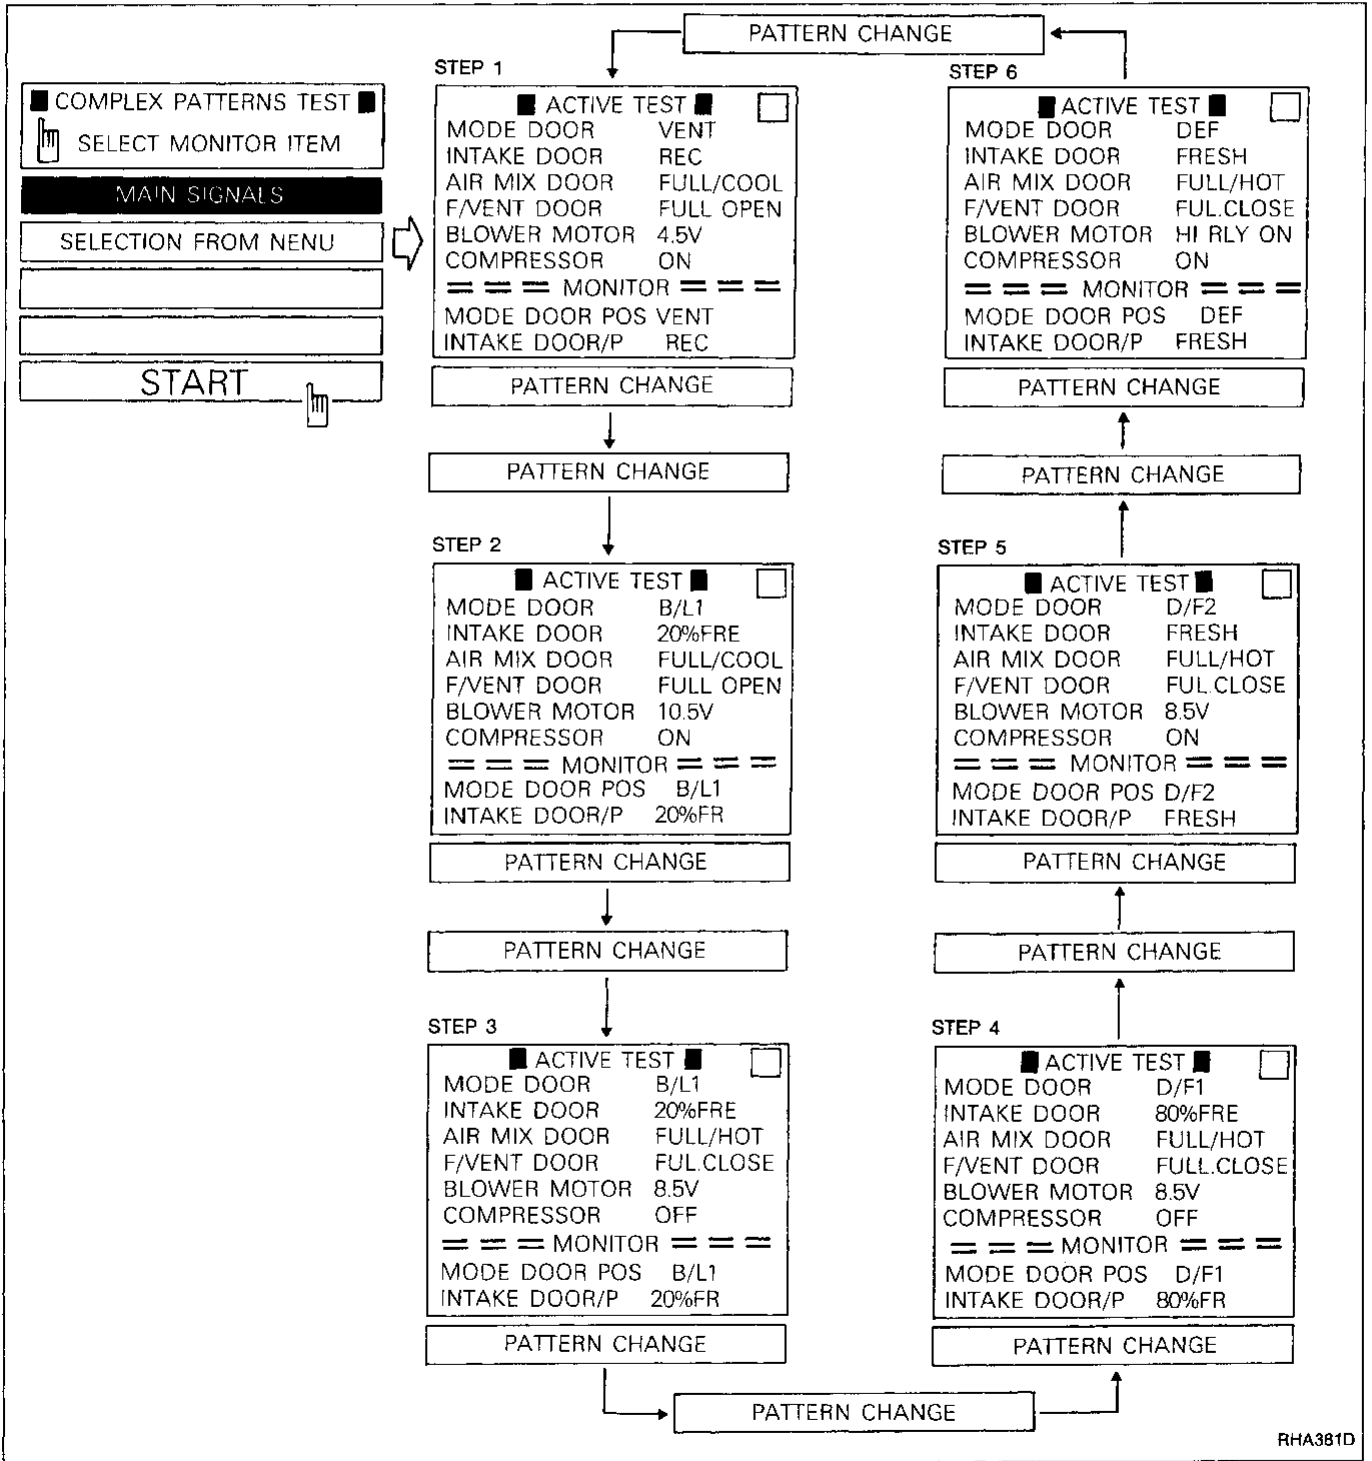 COMPLEX PATTERNS TEST
SELECT MONITOR ITEM
MAIN SIGNALS
SELECTION FROM NENU
START
PATTERN CHANGE
STEP 1
ACTIVE TEST
MODE DOOR VENT
INTAKE DOOR REC
AIR MIX DOOR FULL/COOL
F/VENT DOOR FULL OPEN
BLOWER MOTOR 4.5V
COMPRESSOR ON
= = = MONITOR = = =
MODE DOOR POS VENT
INTAKE DOOR/P REC
PATTERN CHANGE
PATTERN CHANGE
STEP 2
ACTIVE TEST
MODE DOOR B/L1
INTAKE DOOR 20%FRE
AIR MIX DOOR FULL/COOL
F/VENT DOOR FULL OPEN
BLOWER MOTOR 10.5V
COMPRESSOR ON
= = = MONITOR = = =
MODE DOOR POS B/L1
INTAKE DOOR/P 20%FR
PATTERN CHANGE
PATTERN CHANGE
STEP 3
ACTIVE TEST
MODE DOOR B/L1
INTAKE DOOR 20%FRE
AIR MIX DOOR FULL/HOT
F/VENT DOOR FUL.CLOSE
BLOWER MOTOR 8.5V
COMPRESSOR OFF
= = = MONITOR = = =
MODE DOOR POS B/L1
INTAKE DOOR/P 20%FR
PATTERN CHANGE
PATTERN CHANGE
STEP 4
ACTIVE TEST
MODE DOOR D/F1
INTAKE DOOR 80%FRE
AIR MIX DOOR FULL/HOT
F/VENT DOOR FULL.CLOSE
BLOWER MOTOR 8.5V
COMPRESSOR OFF
= = = MONITOR = = =
MODE DOOR POS D/F1
INTAKE DOOR/P 80%FR
PATTERN CHANGE
PATTERN CHANGE
STEP 5
ACTIVE TEST
MODE DOOR D/F2
INTAKE DOOR FRESH
AIR MIX DOOR FULL/HOT
F/VENT DOOR FUL.CLOSE
BLOWER MOTOR 8.5V
COMPRESSOR ON
= = = MONITOR = = =
MODE DOOR POS D/F2
INTAKE DOOR/P FRESH
PATTERN CHANGE
PATTERN CHANGE
STEP 6
ACTIVE TEST
MODE DOOR DEF
INTAKE DOOR FRESH
AIR MIX DOOR FULL/HOT
F/VENT DOOR FUL.CLOSE
BLOWER MOTOR HI RLY ON
COMPRESSOR ON
= = = MONITOR = = =
MODE DOOR POS DEF
INTAKE DOOR/P FRESH
PATTERN CHANGE
RHA381D